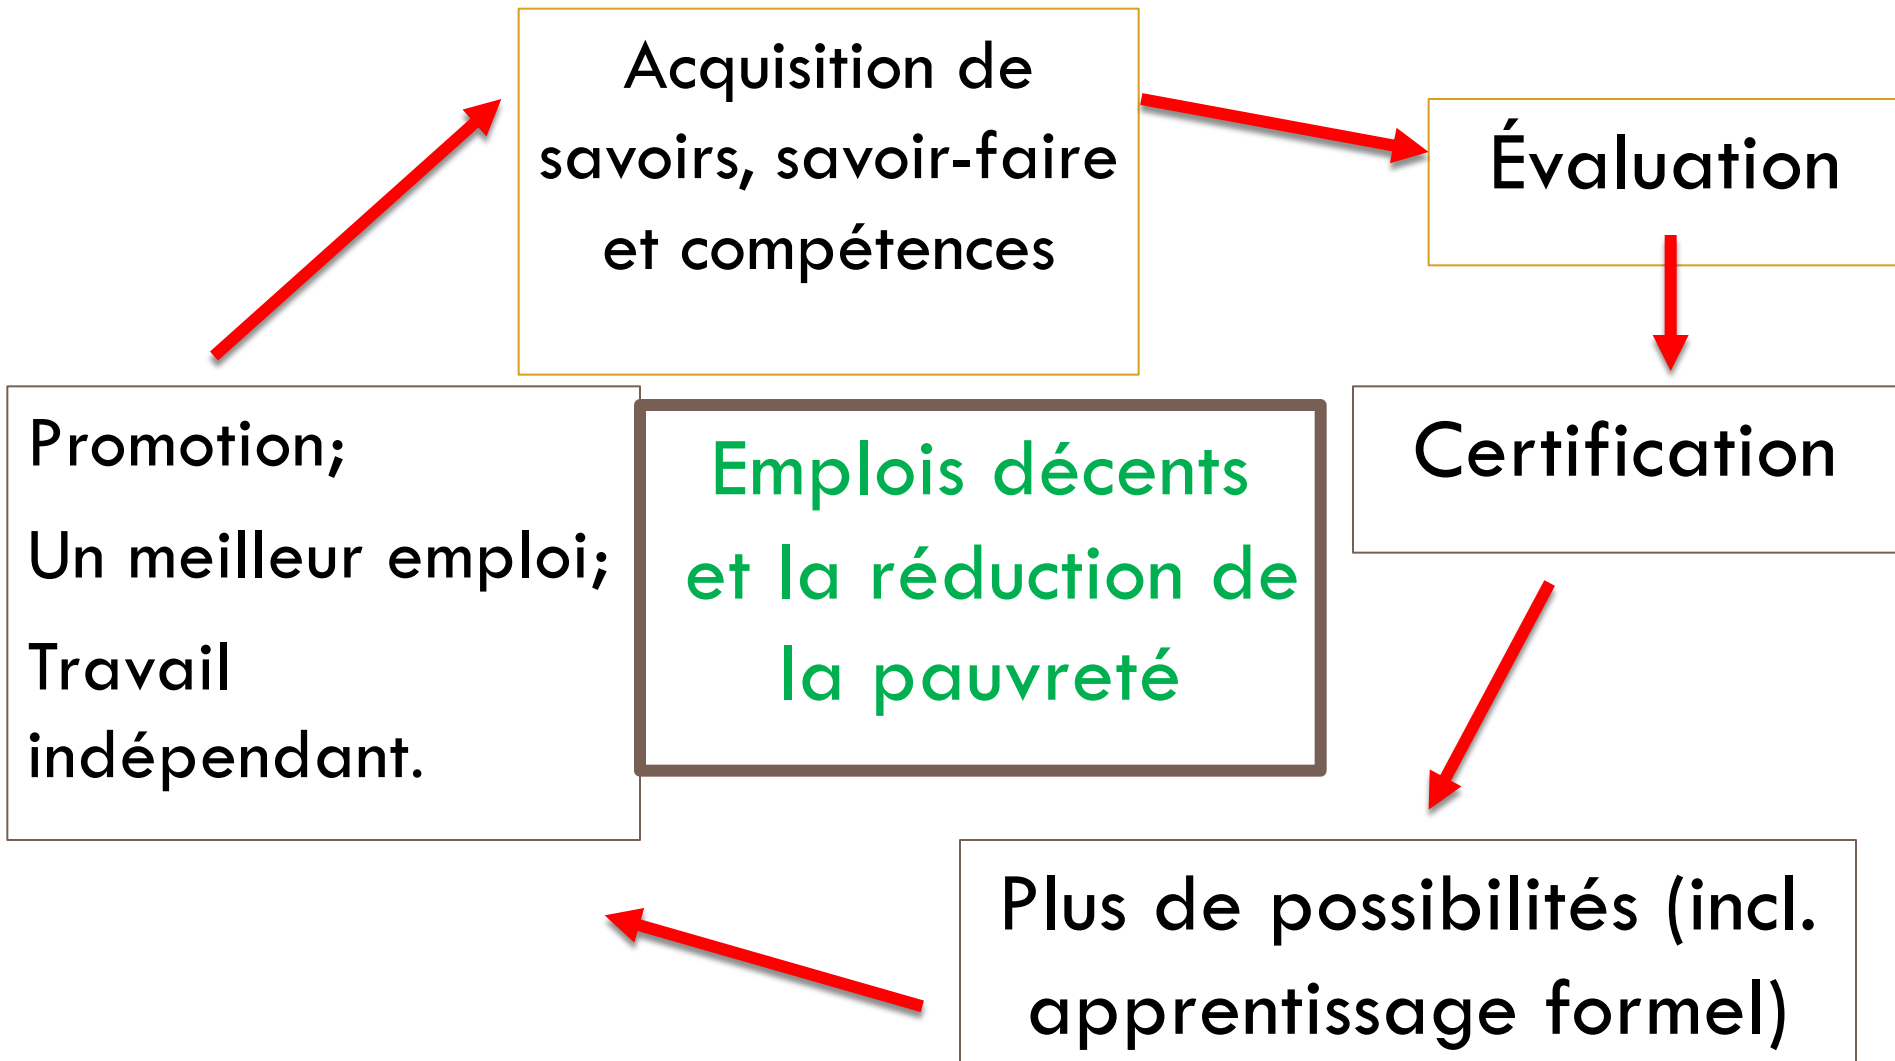 Acquisition de
savoirs, savoir-faire
et compétences
Évaluation
Certification
Plus de possibilités (incl.
apprentissage formel)
Promotion;
Un meilleur emploi;
Travail
indépendant.
Emplois décents
et la réduction de
la pauvreté